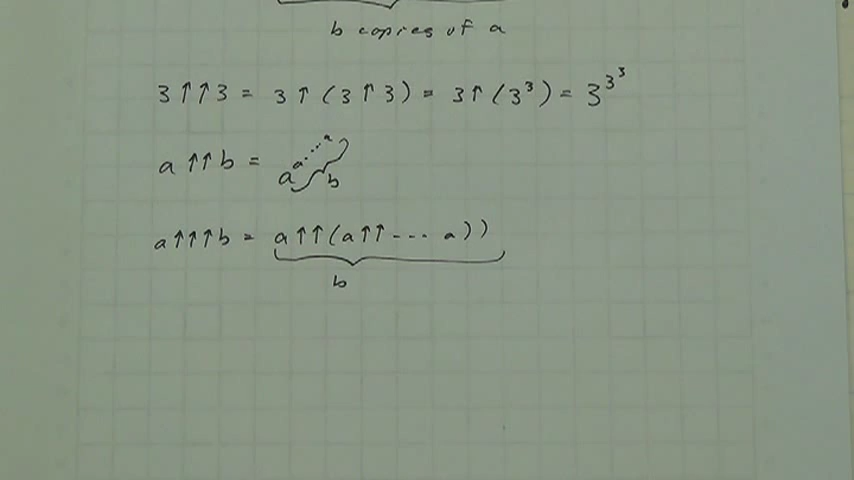 b copies of a
3↑↑3 = 3↑(3↑3) = 3↑(3³) = 3^3^3
a↑↑b = a^a^⋯^a b
a↑↑↑b = a↑↑(a↑↑--- a))
b